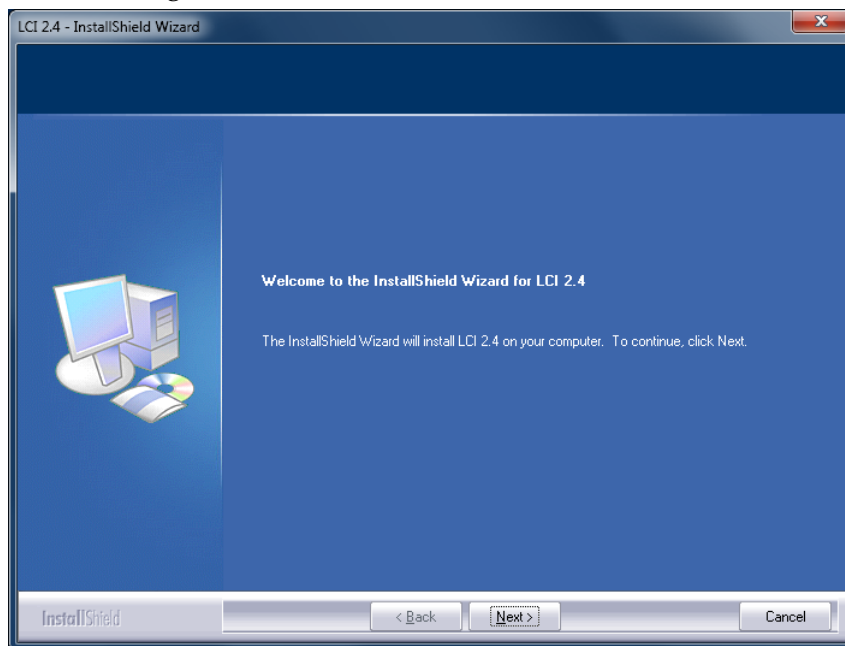 LCI 2.4 - InstallShield Wizard
Welcome to the InstallShield Wizard for LCI 2.4
The InstallShield Wizard will install LCI 2.4 on your computer. To continue, click Next.
InstallShield
< Back
Next >
Cancel